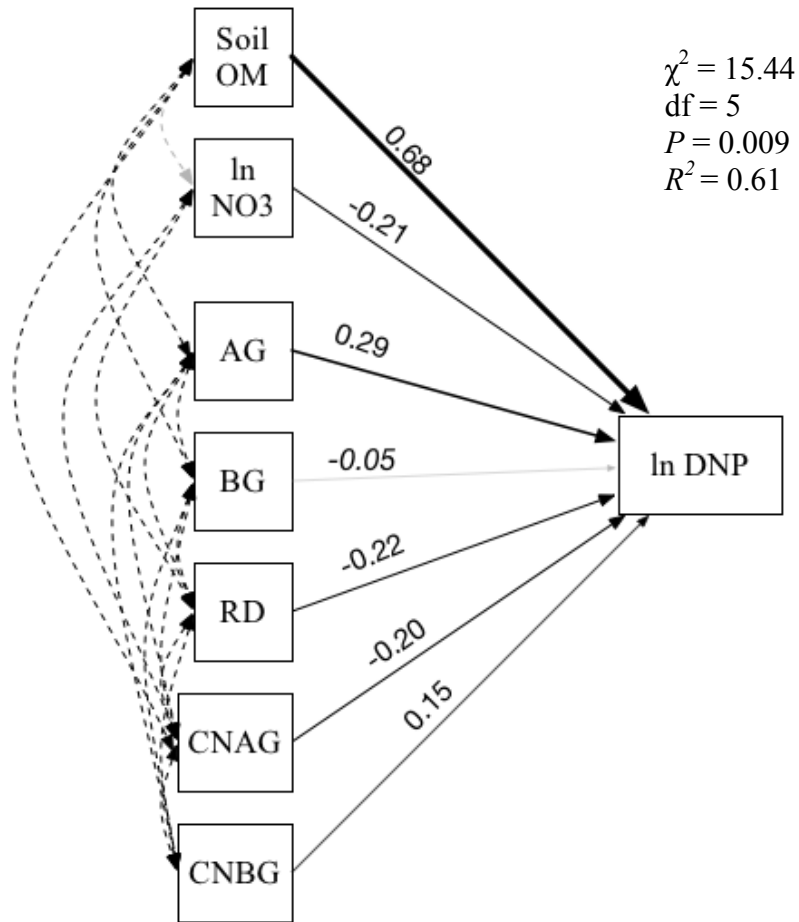 Soil
OM
χ² = 15.44
df = 5
P = 0.009
R² = 0.61
ln
NO3
0.68
-0.21
AG
0.29
BG
-0.05
ln DNP
RD
-0.22
CNAG
-0.20
CNBG
0.15